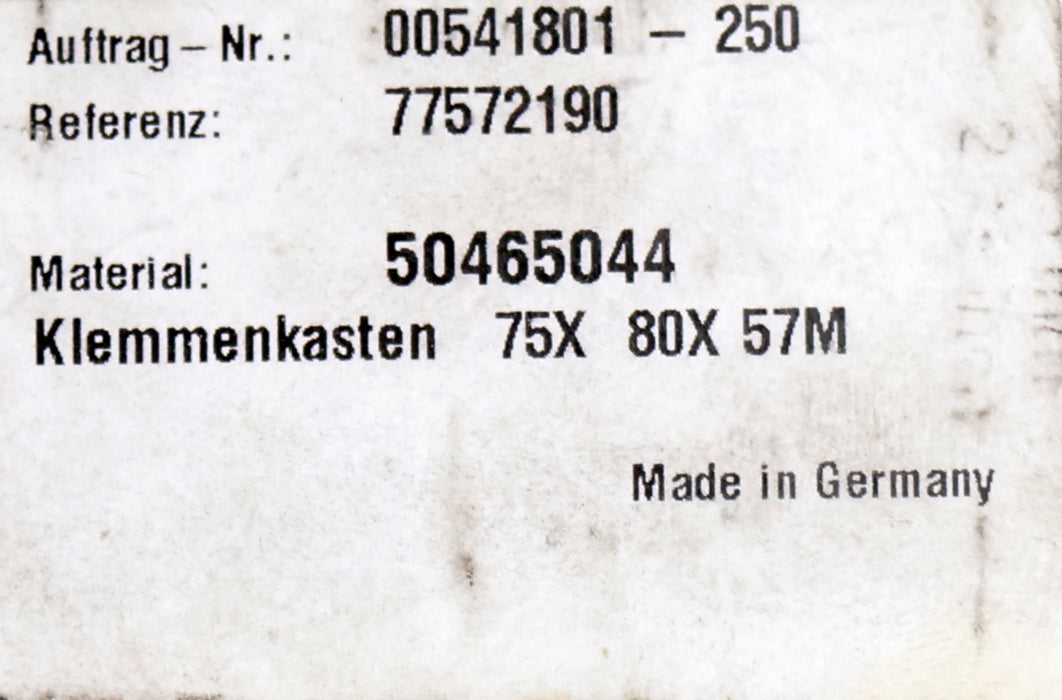 Auftrag – Nr.: 00541801 – 250
Referenz: 77572190
Material: 50465044
Klemmenkasten 75X 80X 57M
Made in Germany